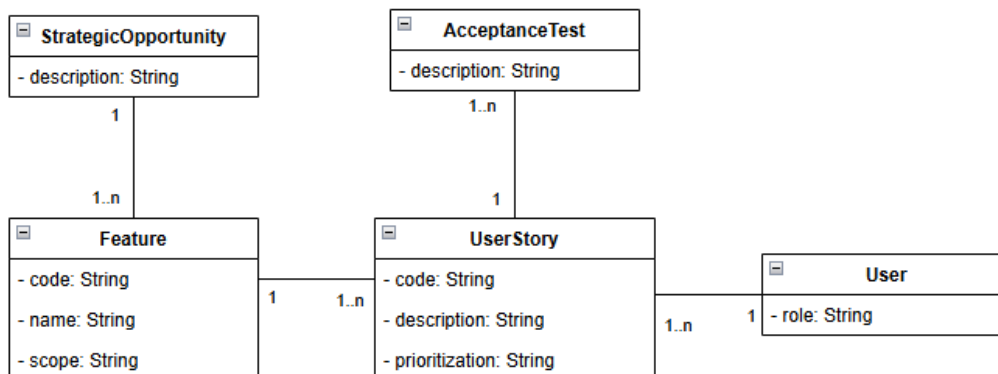 StrategicOpportunity
- description: String
1
1..n
AcceptanceTest
- description: String
1..n
1
Feature
- code: String
- name: String
- scope: String
1
1..n
UserStory
- code: String
- description: String
- prioritization: String
1..n
1
User
- role: String